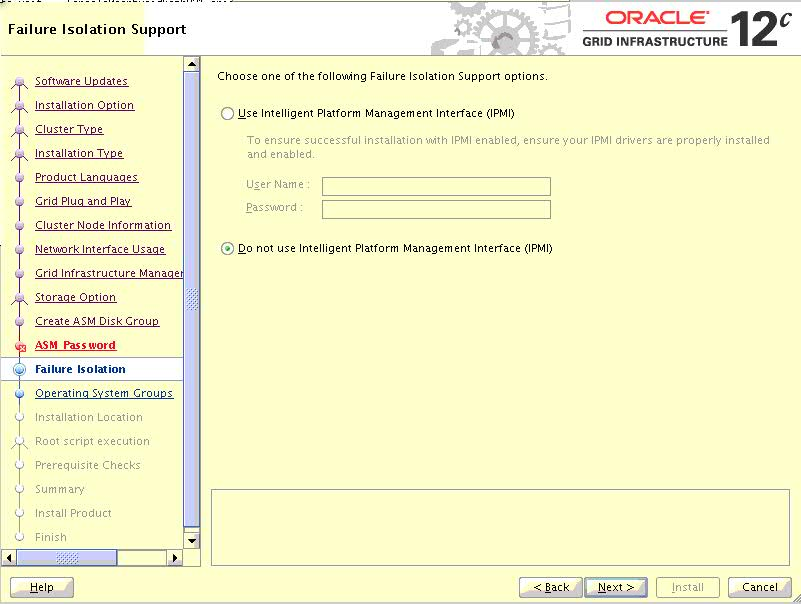 Failure Isolation Support
ORACLE
GRID INFRASTRUCTURE
12c
Software Updates
Installation Option
Cluster Type
Installation Type
Product Languages
Grid Plug and Play
Cluster Node Information
Network Interface Usage
Grid Infrastructure Manager
Storage Option
Create ASM Disk Group
ASM Password
Failure Isolation
Operating System Groups
Installation Location
Root script execution
Prerequisite Checks
Summary
Install Product
Finish
Choose one of the following Failure Isolation Support options.
Use Intelligent Platform Management Interface (IPMI)
To ensure successful installation with IPMI enabled, ensure your IPMI drivers are properly installed
and enabled.
User Name :
Password :
Do not use Intelligent Platform Management Interface (IPMI)
Help
< Back
Next >
Install
Cancel